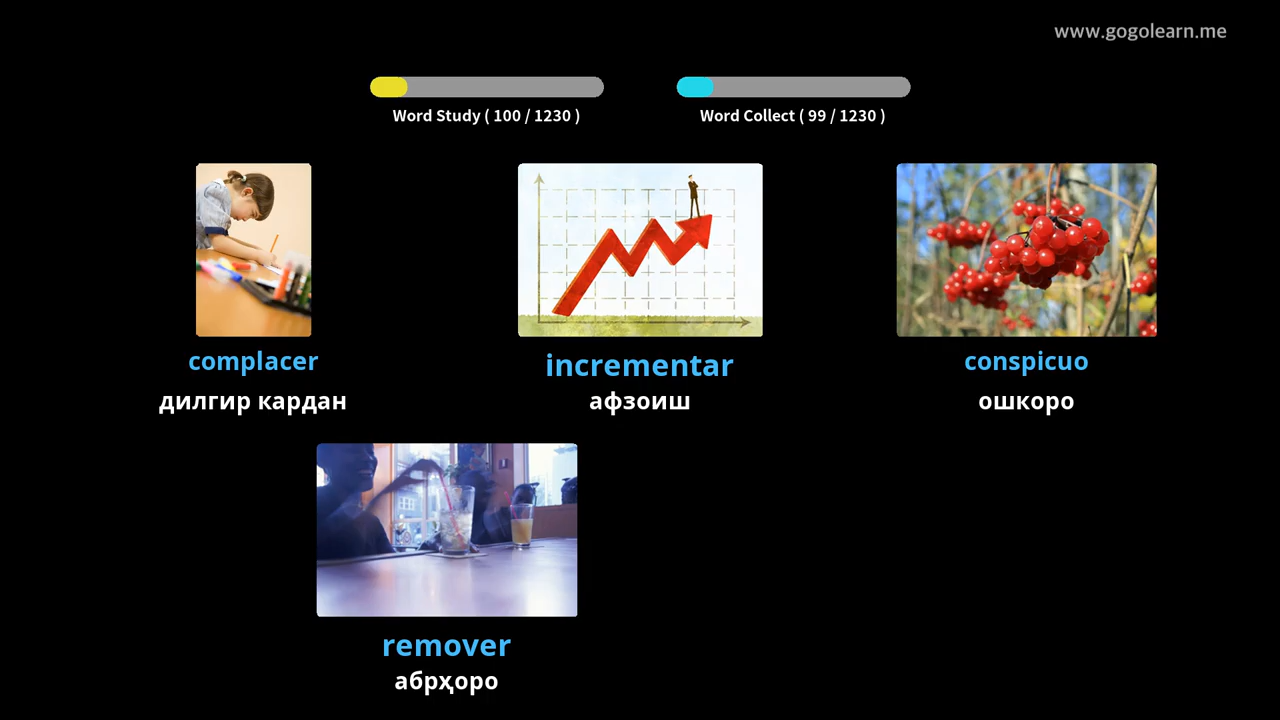 www.gogolearn.me
Word Study ( 100 / 1230 )
Word Collect ( 99 / 1230 )
complacer
incrementar
conspicuo
дилгир кардан
афзоиш
ошкоро
remover
абрҳоро